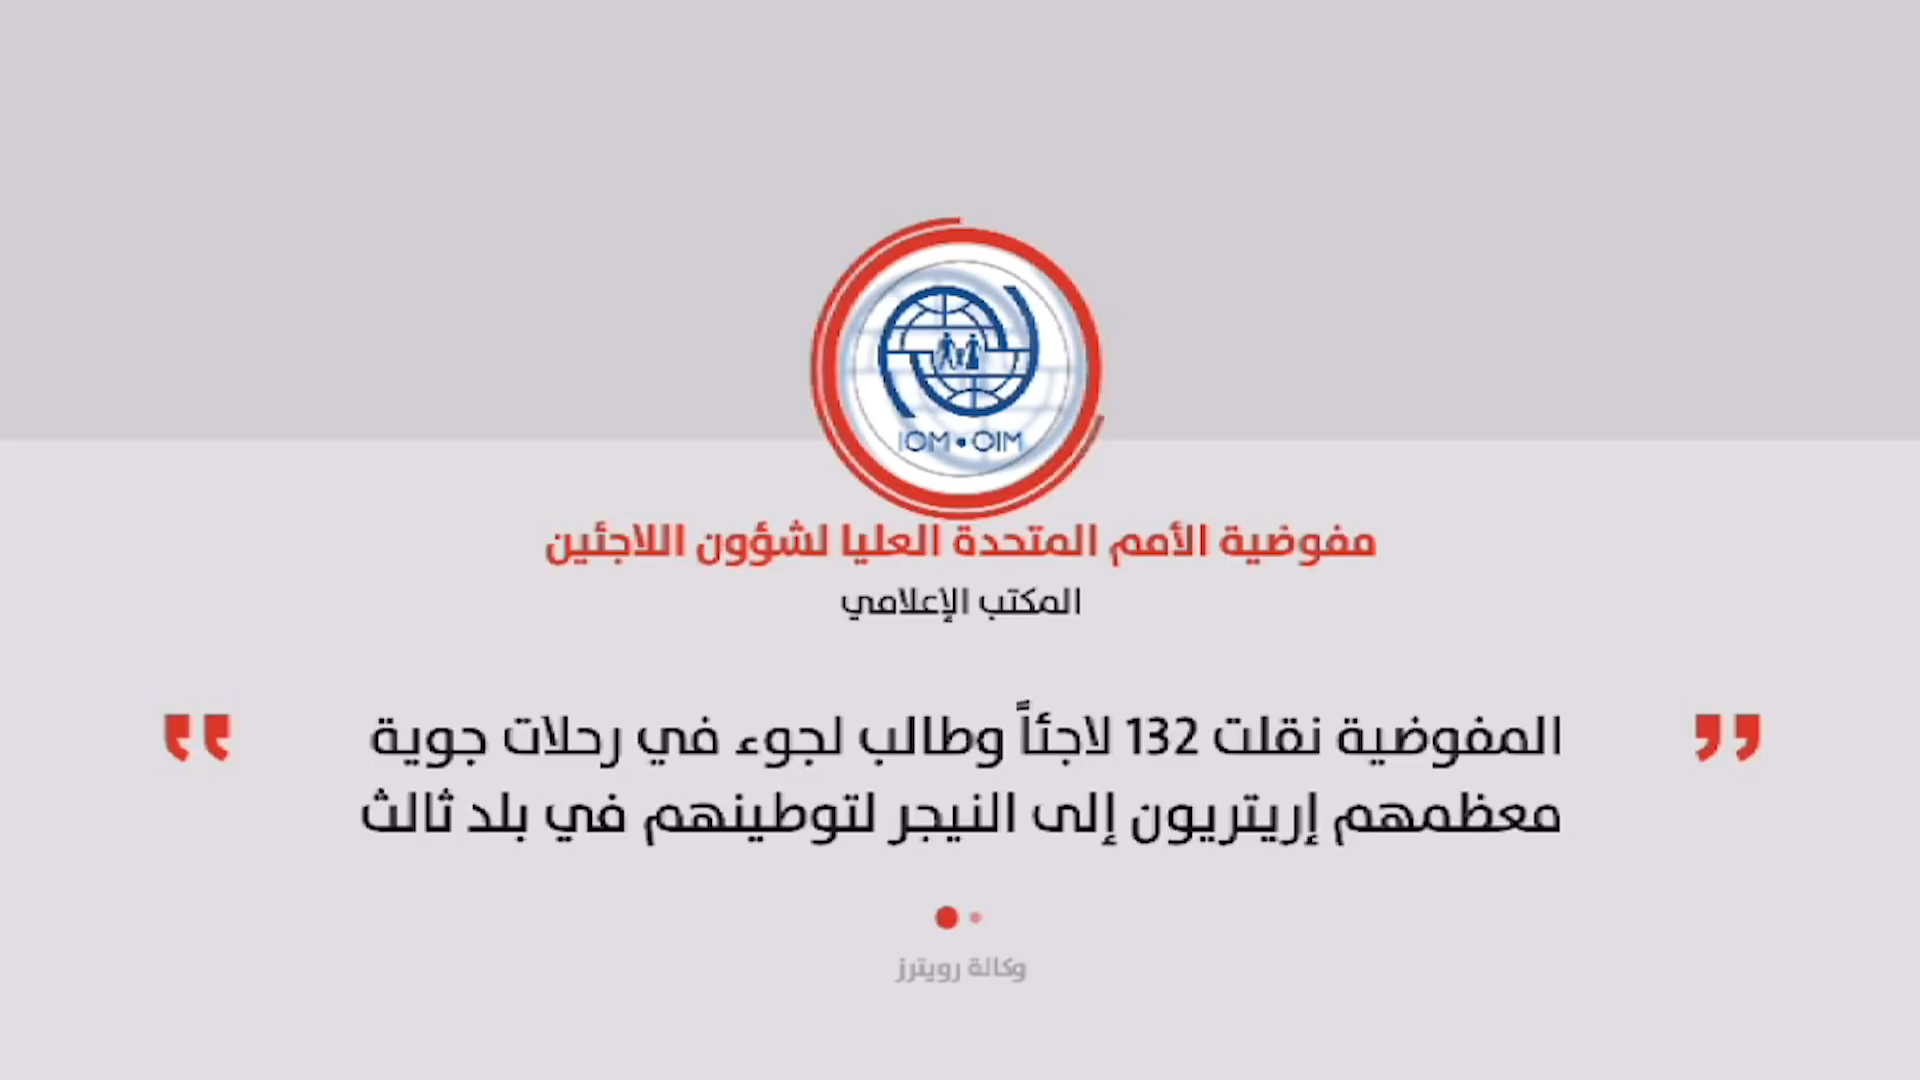 IOM • OIM
مفوضية الأمم المتحدة العليا لشؤون اللاجئين
المكتب الإعلامي
المفوضية نقلت 132 لاجئاً وطالب لجوء في رحلات جوية
معظمهم إريتريون إلى النيجر لتوطينهم في بلد ثالث
وكالة رويترز